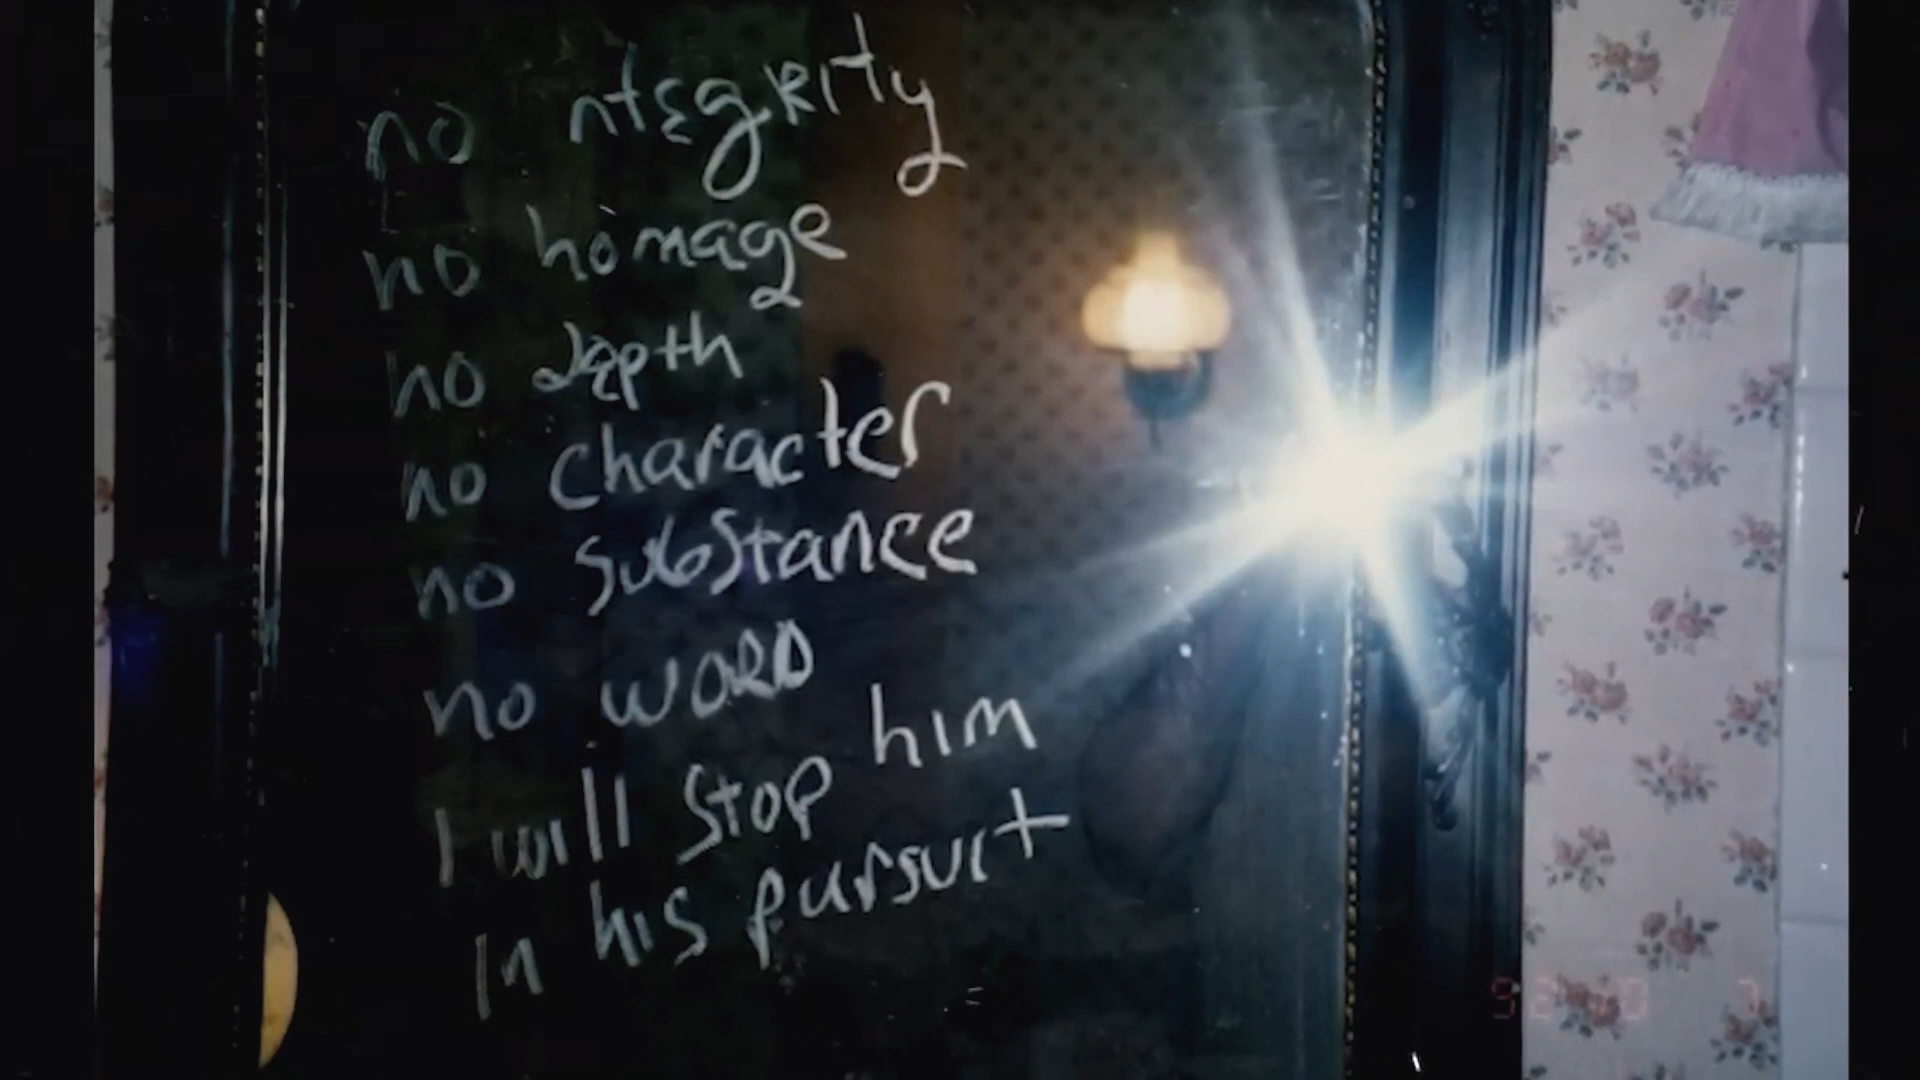 no ntegRITy
no homage
no depth
no character
no substance
no WORD
I will Stop him
In his pursuit